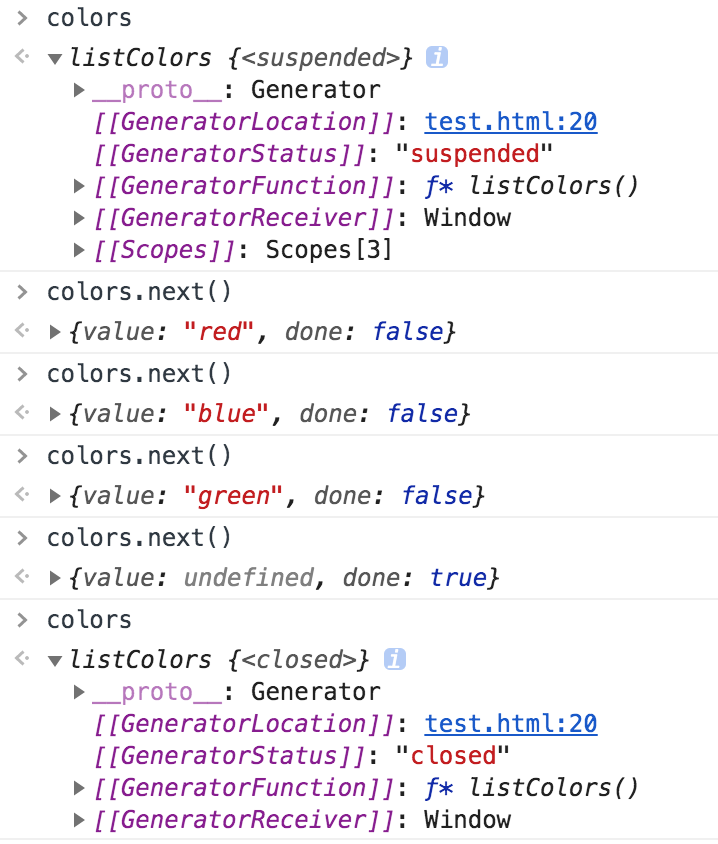 > colors
listColors {<suspended>} i
__proto__: Generator
[[GeneratorLocation]]: test.html:20
[[GeneratorStatus]]: "suspended"
[[GeneratorFunction]]: ƒ* listColors()
[[GeneratorReceiver]]: Window
[[Scopes]]: Scopes[3]
> colors.next()
{value: "red", done: false}
> colors.next()
{value: "blue", done: false}
> colors.next()
{value: "green", done: false}
> colors.next()
{value: undefined, done: true}
> colors
listColors {<closed>} i
__proto__: Generator
[[GeneratorLocation]]: test.html:20
[[GeneratorStatus]]: "closed"
[[GeneratorFunction]]: ƒ* listColors()
[[GeneratorReceiver]]: Window